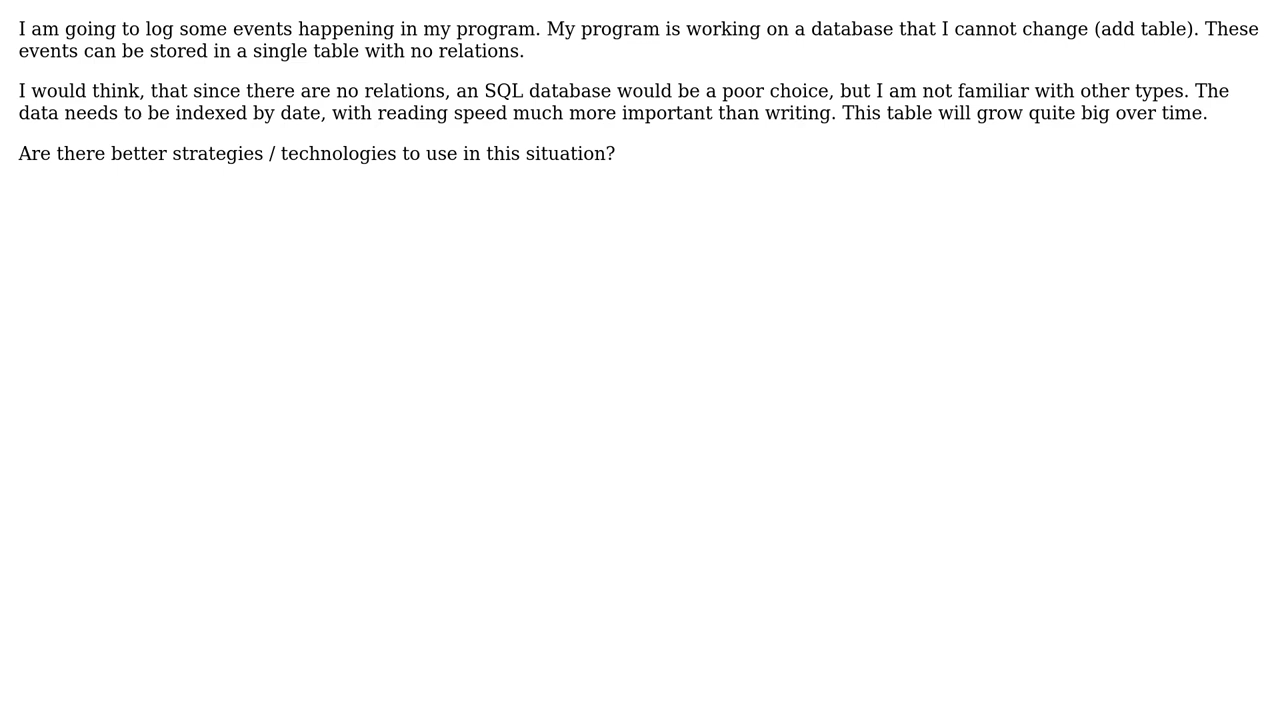 I am going to log some events happening in my program. My program is working on a database that I cannot change (add table). These
events can be stored in a single table with no relations.
I would think, that since there are no relations, an SQL database would be a poor choice, but I am not familiar with other types. The
data needs to be indexed by date, with reading speed much more important than writing. This table will grow quite big over time.
Are there better strategies / technologies to use in this situation?